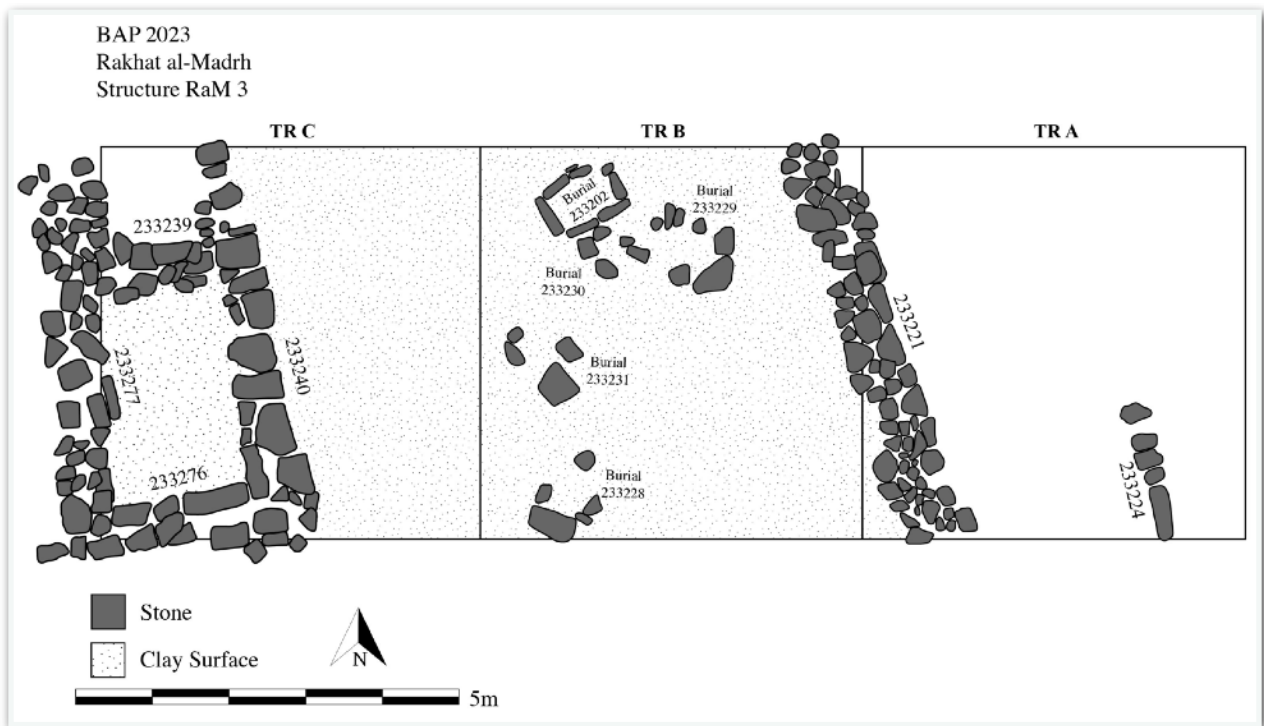 BAP 2023
Rakhat al-Madrh
Structure RaM 3
TR C
TR B
TR A
233239
233277
233240
233276
Burial
233202
Burial
233229
Burial
233230
Burial
233231
Burial
233228
233221
233224
Stone
Clay Surface
N
5m